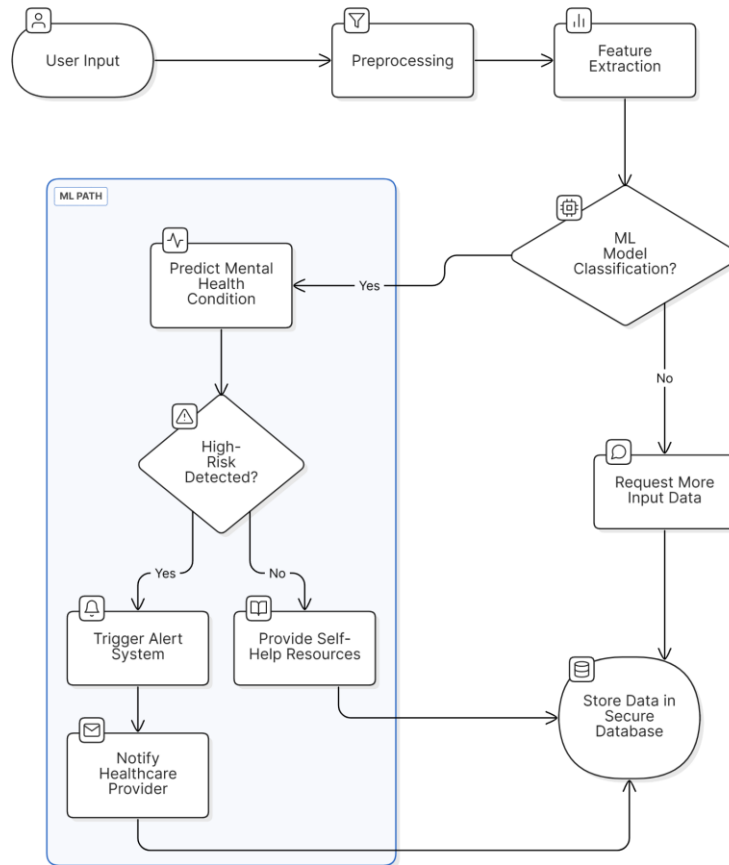 User Input
Preprocessing
Feature
Extraction
ML PATH
ML
Model
Classification?
Predict Mental
Health
Condition
Yes
No
High-
Risk
Detected?
Request More
Input Data
Yes
No
Trigger Alert
System
Provide Self-
Help Resources
Store Data in
Secure
Database
Notify
Healthcare
Provider